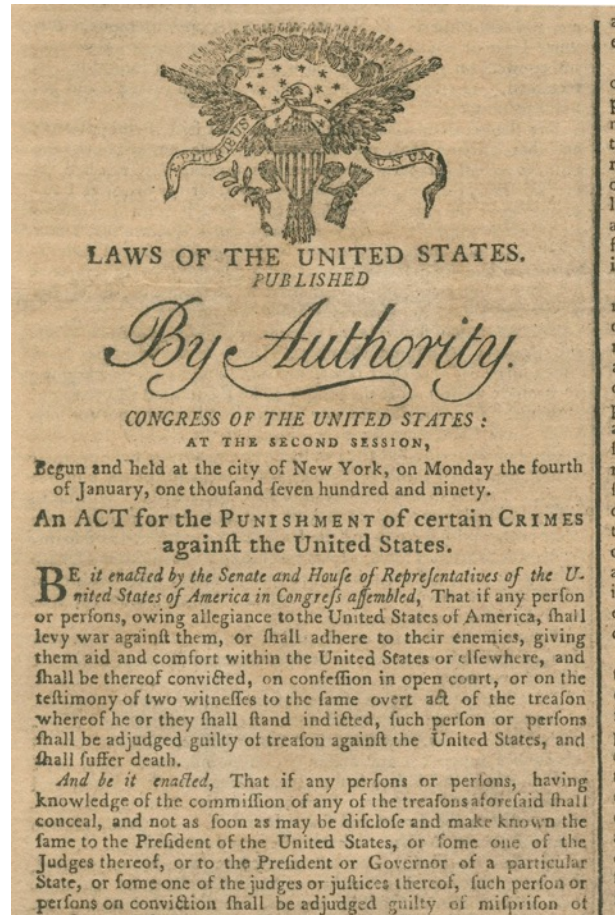 E PLURIBUS UNUM
LAWS OF THE UNITED STATES.
PUBLISHED
By Authority.
CONGRESS OF THE UNITED STATES:
AT THE SECOND SESSION,
Begun and held at the city of New York, on Monday the fourth
of January, one thouſand ſeven hundred and ninety.
An ACT for the PUNISHMENT of certain CRIMES
againſt the United States.
BE it enacted by the Senate and Houſe of Repreſentatives of the U-
nited States of America in Congreſs aſſembled, That if any perſon
or perſons, owing allegiance to the United States of America, ſhall
levy war againſt them, or ſhall adhere to their enemies, giving
them aid and comfort within the United States or elſewhere, and
ſhall be thereof convicted, on confeſſion in open court, or on the
teſtimony of two witneſſes to the ſame overt act of the treaſon
whereof he or they ſhall ſtand indicted, ſuch perſon or perſons
ſhall be adjudged guilty of treaſon againſt the United States, and
ſhall ſuffer death.
And be it enacted, That if any perſons or perſons, having
knowledge of the commiſſion of any of the treaſons aforeſaid ſhall
conceal, and not as ſoon as may be diſcloſe and make known the
ſame to the Preſident of the United States, or ſome one of the
Judges thereof, or to the Preſident or Governor of a particular
State, or ſome one of the judges or juſtices thereof, ſuch perſon or
perſons on conviction ſhall be adjudged guilty of miſpriſon of